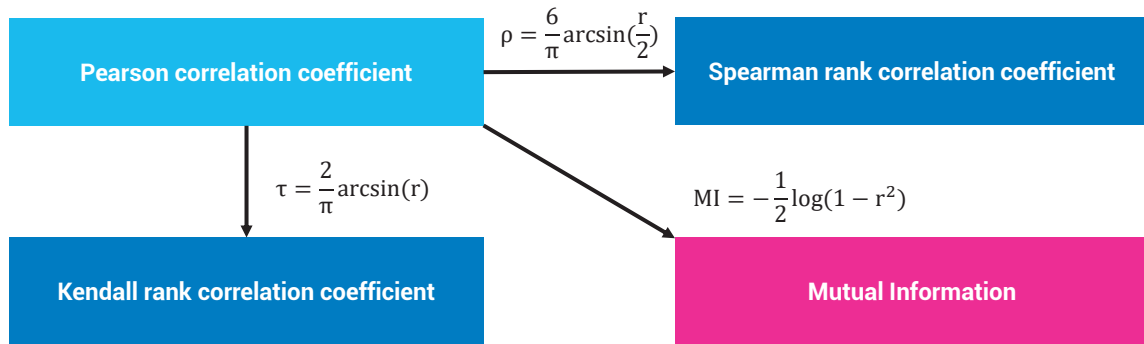 ρ = 6/π arcsin(r/2)
Pearson correlation coefficient
Spearman rank correlation coefficient
τ = 2/π arcsin(r)
MI = −1/2 log(1 − r²)
Kendall rank correlation coefficient
Mutual Information